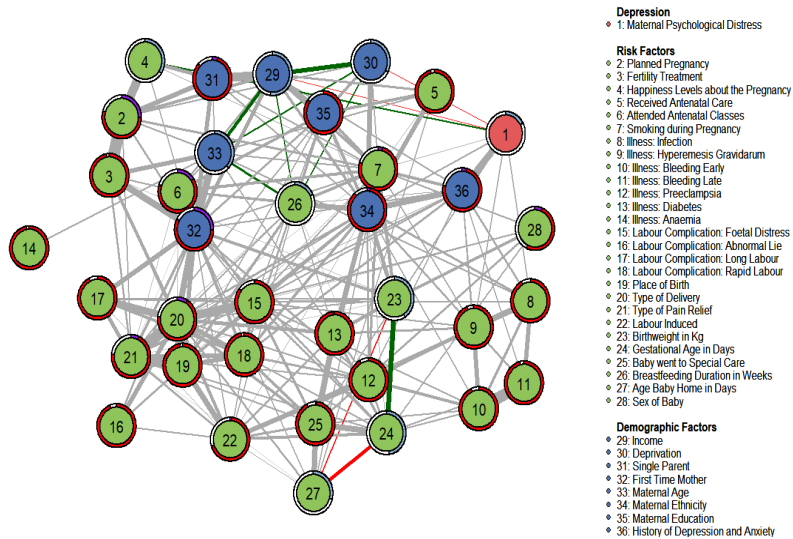 Depression
1: Maternal Psychological Distress
Risk Factors
2: Planned Pregnancy
3: Fertility Treatment
4: Happiness Levels about the Pregnancy
5: Received Antenatal Care
6: Attended Antenatal Classes
7: Smoking during Pregnancy
8: Illness: Infection
9: Illness: Hyperemesis Gravidarum
10: Illness: Bleeding Early
11: Illness: Bleeding Late
12: Illness: Preeclampsia
13: Illness: Diabetes
14: Illness: Anaemia
15: Labour Complication: Foetal Distress
16: Labour Complication: Abnormal Lie
17: Labour Complication: Long Labour
18: Labour Complication: Rapid Labour
19: Place of Birth
20: Type of Delivery
21: Type of Pain Relief
22: Labour Induced
23: Birthweight in Kg
24: Gestational Age in Days
25: Baby went to Special Care
26: Breastfeeding Duration in Weeks
27: Age Baby Home in Days
28: Sex of Baby
Demographic Factors
29: Income
30: Deprivation
31: Single Parent
32: First Time Mother
33: Maternal Age
34: Maternal Ethnicity
35: Maternal Education
36: History of Depression and Anxiety
4
30
31
29
5
35
2
1
33
7
3
6
36
26
34
32
28
14
17
23
15
8
20
9
13
21
19
18
12
11
10
16
25
24
22
27